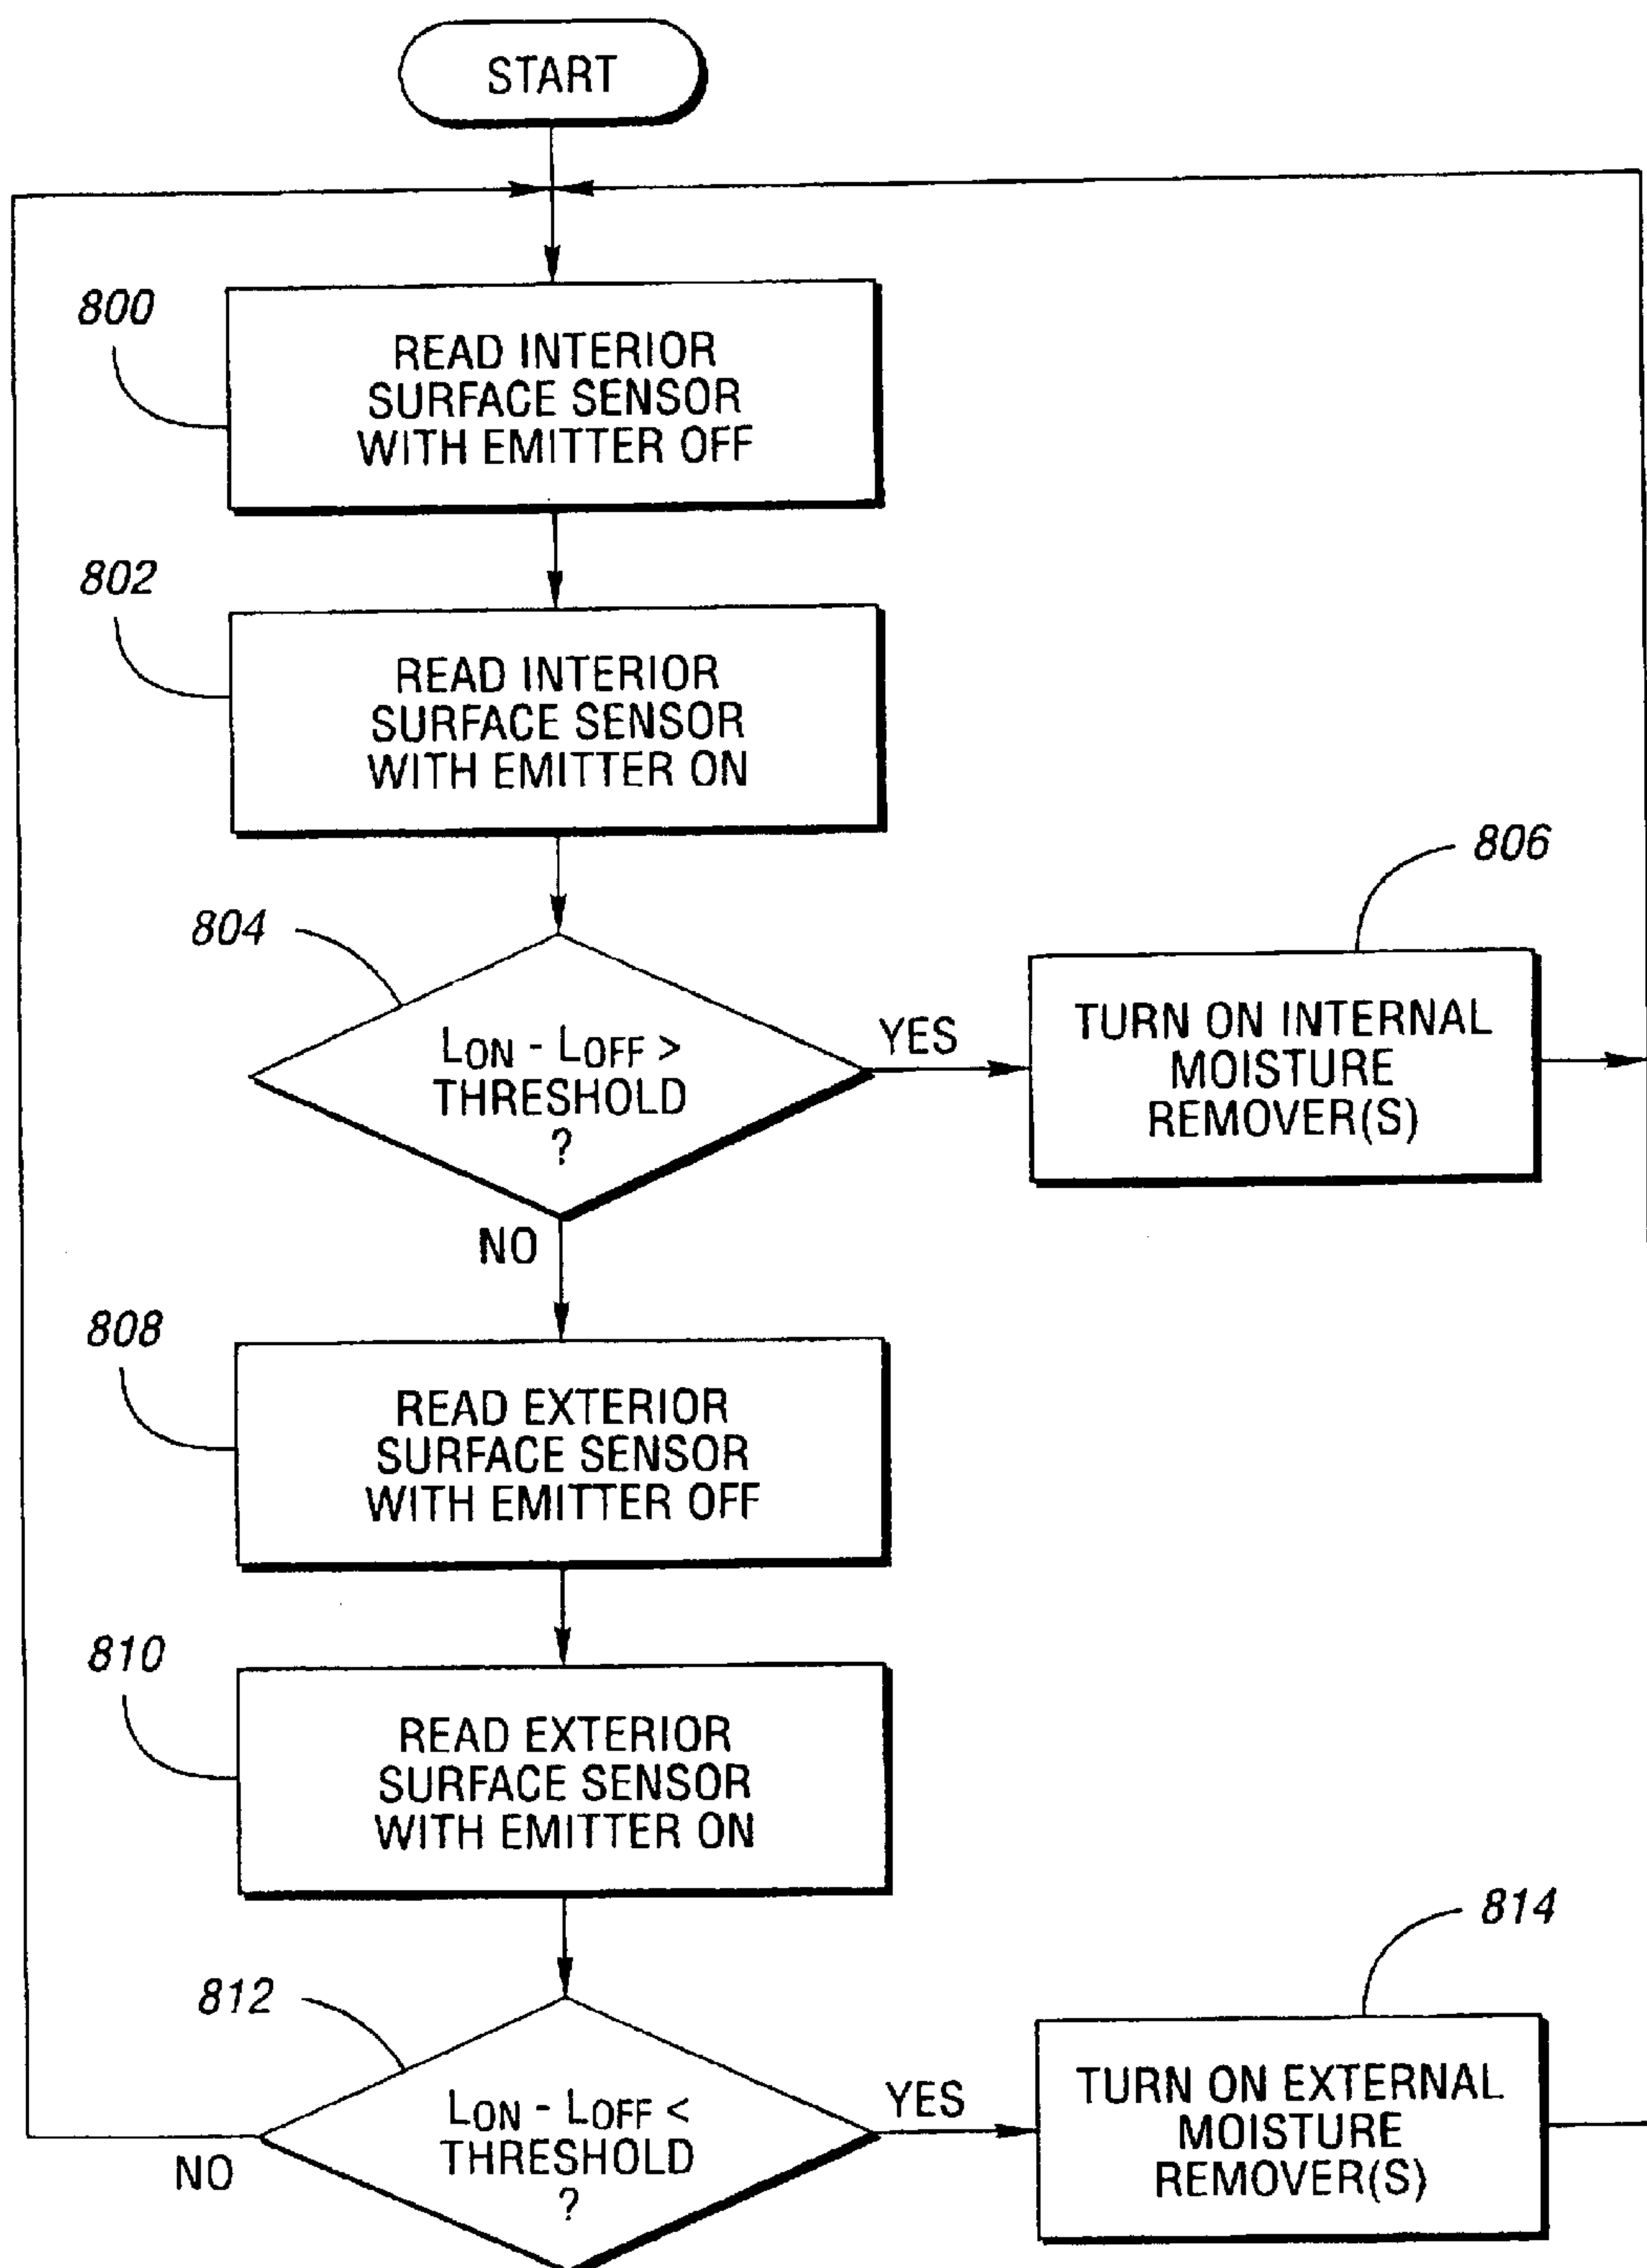 START
800
READ INTERIOR
SURFACE SENSOR
WITH EMITTER OFF
802
READ INTERIOR
SURFACE SENSOR
WITH EMITTER ON
804
LON - LOFF >
THRESHOLD
?
YES
806
TURN ON INTERNAL
MOISTURE
REMOVER(S)
NO
808
READ EXTERIOR
SURFACE SENSOR
WITH EMITTER OFF
810
READ EXTERIOR
SURFACE SENSOR
WITH EMITTER ON
812
LON - LOFF <
THRESHOLD
?
NO
YES
814
TURN ON EXTERNAL
MOISTURE
REMOVER(S)